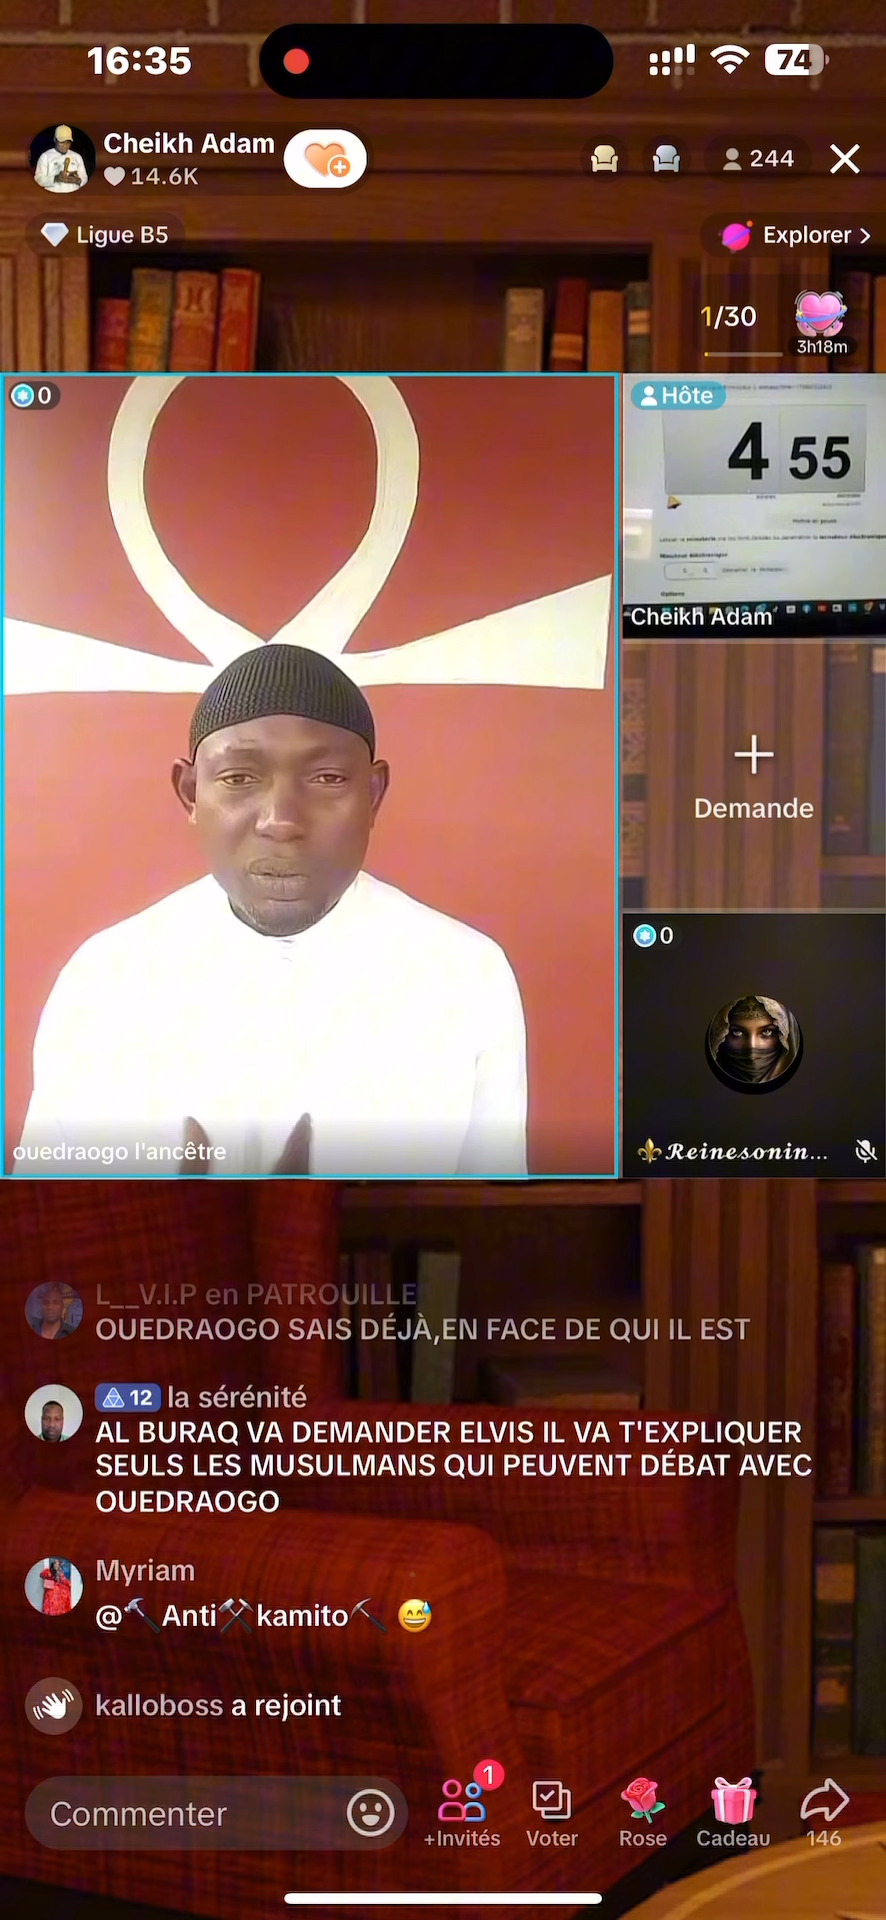 16:35
74
Cheikh Adam
14.6K
244
Ligue B5
Explorer >
1/30
3h18m
0
Hôte
4 55
Cheikh Adam
Demande
0
ouedraogo l'ancêtre
Reinesonin...
L__V.I.P en PATROUILLE
OUEDRAOGO SAIS DÉJÀ,EN FACE DE QUI IL EST
12 la sérénité
AL BURAQ VA DEMANDER ELVIS IL VA T'EXPLIQUER
SEULS LES MUSULMANS QUI PEUVENT DÉBAT AVEC
OUEDRAOGO
Myriam
@🔨Anti⚒️kamito⛏️ 😅
kalloboss a rejoint
1
Commenter
+Invités
Voter
Rose
Cadeau
146